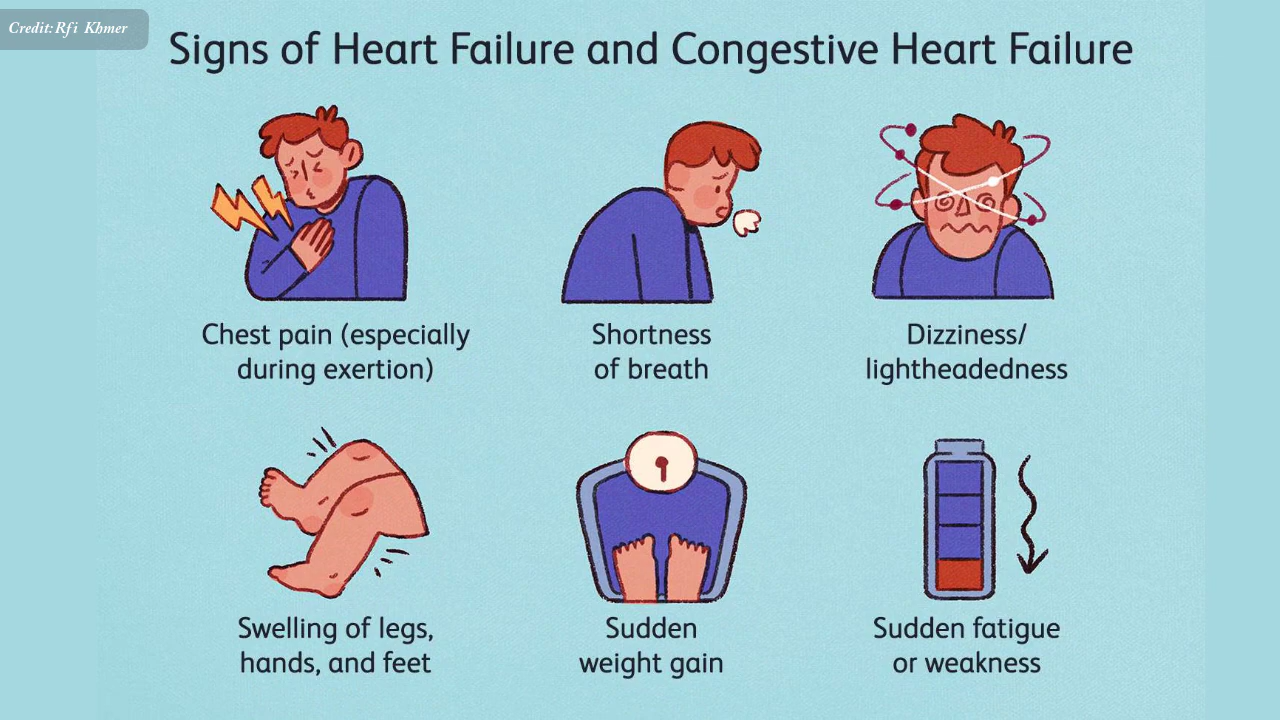 Credit:Rfi Khmer
Signs of Heart Failure and Congestive Heart Failure
Chest pain (especially
during exertion)
Shortness
of breath
Dizziness/
lightheadedness
Swelling of legs,
hands, and feet
Sudden
weight gain
Sudden fatigue
or weakness